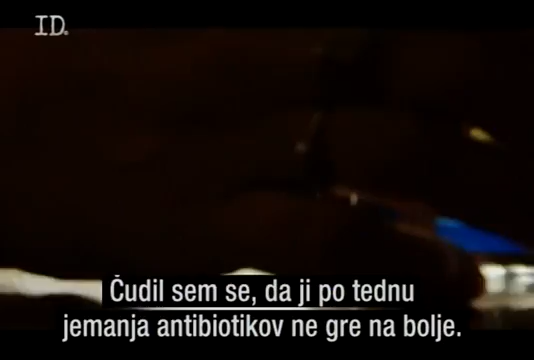 ID.
Čudil sem se, da ji po tednu
jemanja antibiotikov ne gre na bolje.